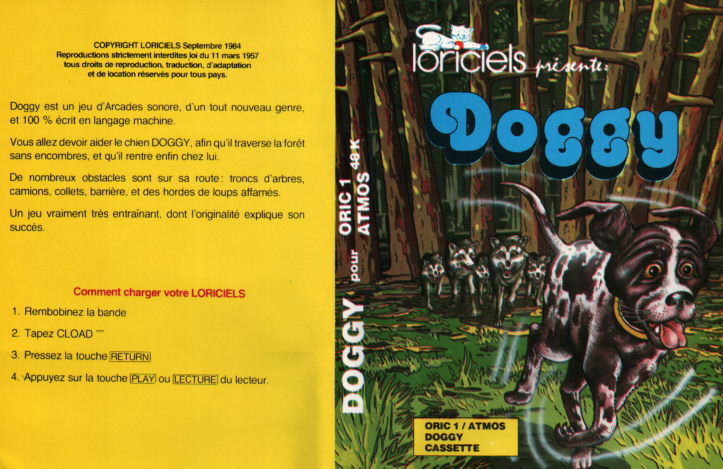 COPYRIGHT LORICIELS Septembre 1984
Reproductions strictement interdites loi du 11 mars 1957
tous droits de reproduction, traduction, d'adaptation
et de location réservés pour tous pays.
Doggy est un jeu d'Arcades sonore, d'un tout nouveau genre,
et 100 % écrit en langage machine.
Vous allez devoir aider le chien DOGGY, afin qu'il traverse la forêt
sans encombres, et qu'il rentre enfin chez lui.
De nombreux obstacles sont sur sa route : troncs d'arbres,
camions, collets, barrière, et des hordes de loups affamés.
Un jeu vraiment très entraînant, dont l'originalité explique son
succès.
Comment charger votre LORICIELS
1. Rembobinez la bande
2. Tapez CLOAD ""
3. Pressez la touche RETURN
4. Appuyez sur la touche PLAY ou LECTURE du lecteur.
DOGGY pour ORIC 1
ATMOS 48 K
loriciels présente :
Doggy
ORIC 1 / ATMOS
DOGGY
CASSETTE